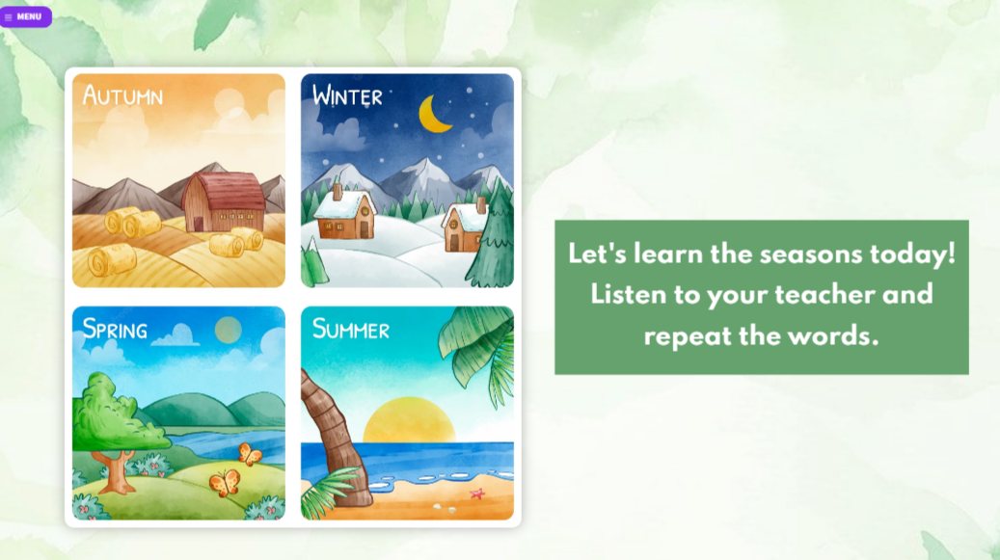 MENU
Autumn
Winter
Spring
Summer
Let's learn the seasons today!
Listen to your teacher and
repeat the words.